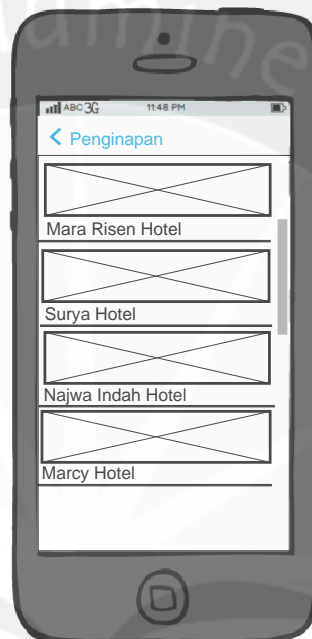 ABC 3G 11:48 PM
Penginapan
Mara Risen Hotel
Surya Hotel
Najwa Indah Hotel
Marcy Hotel